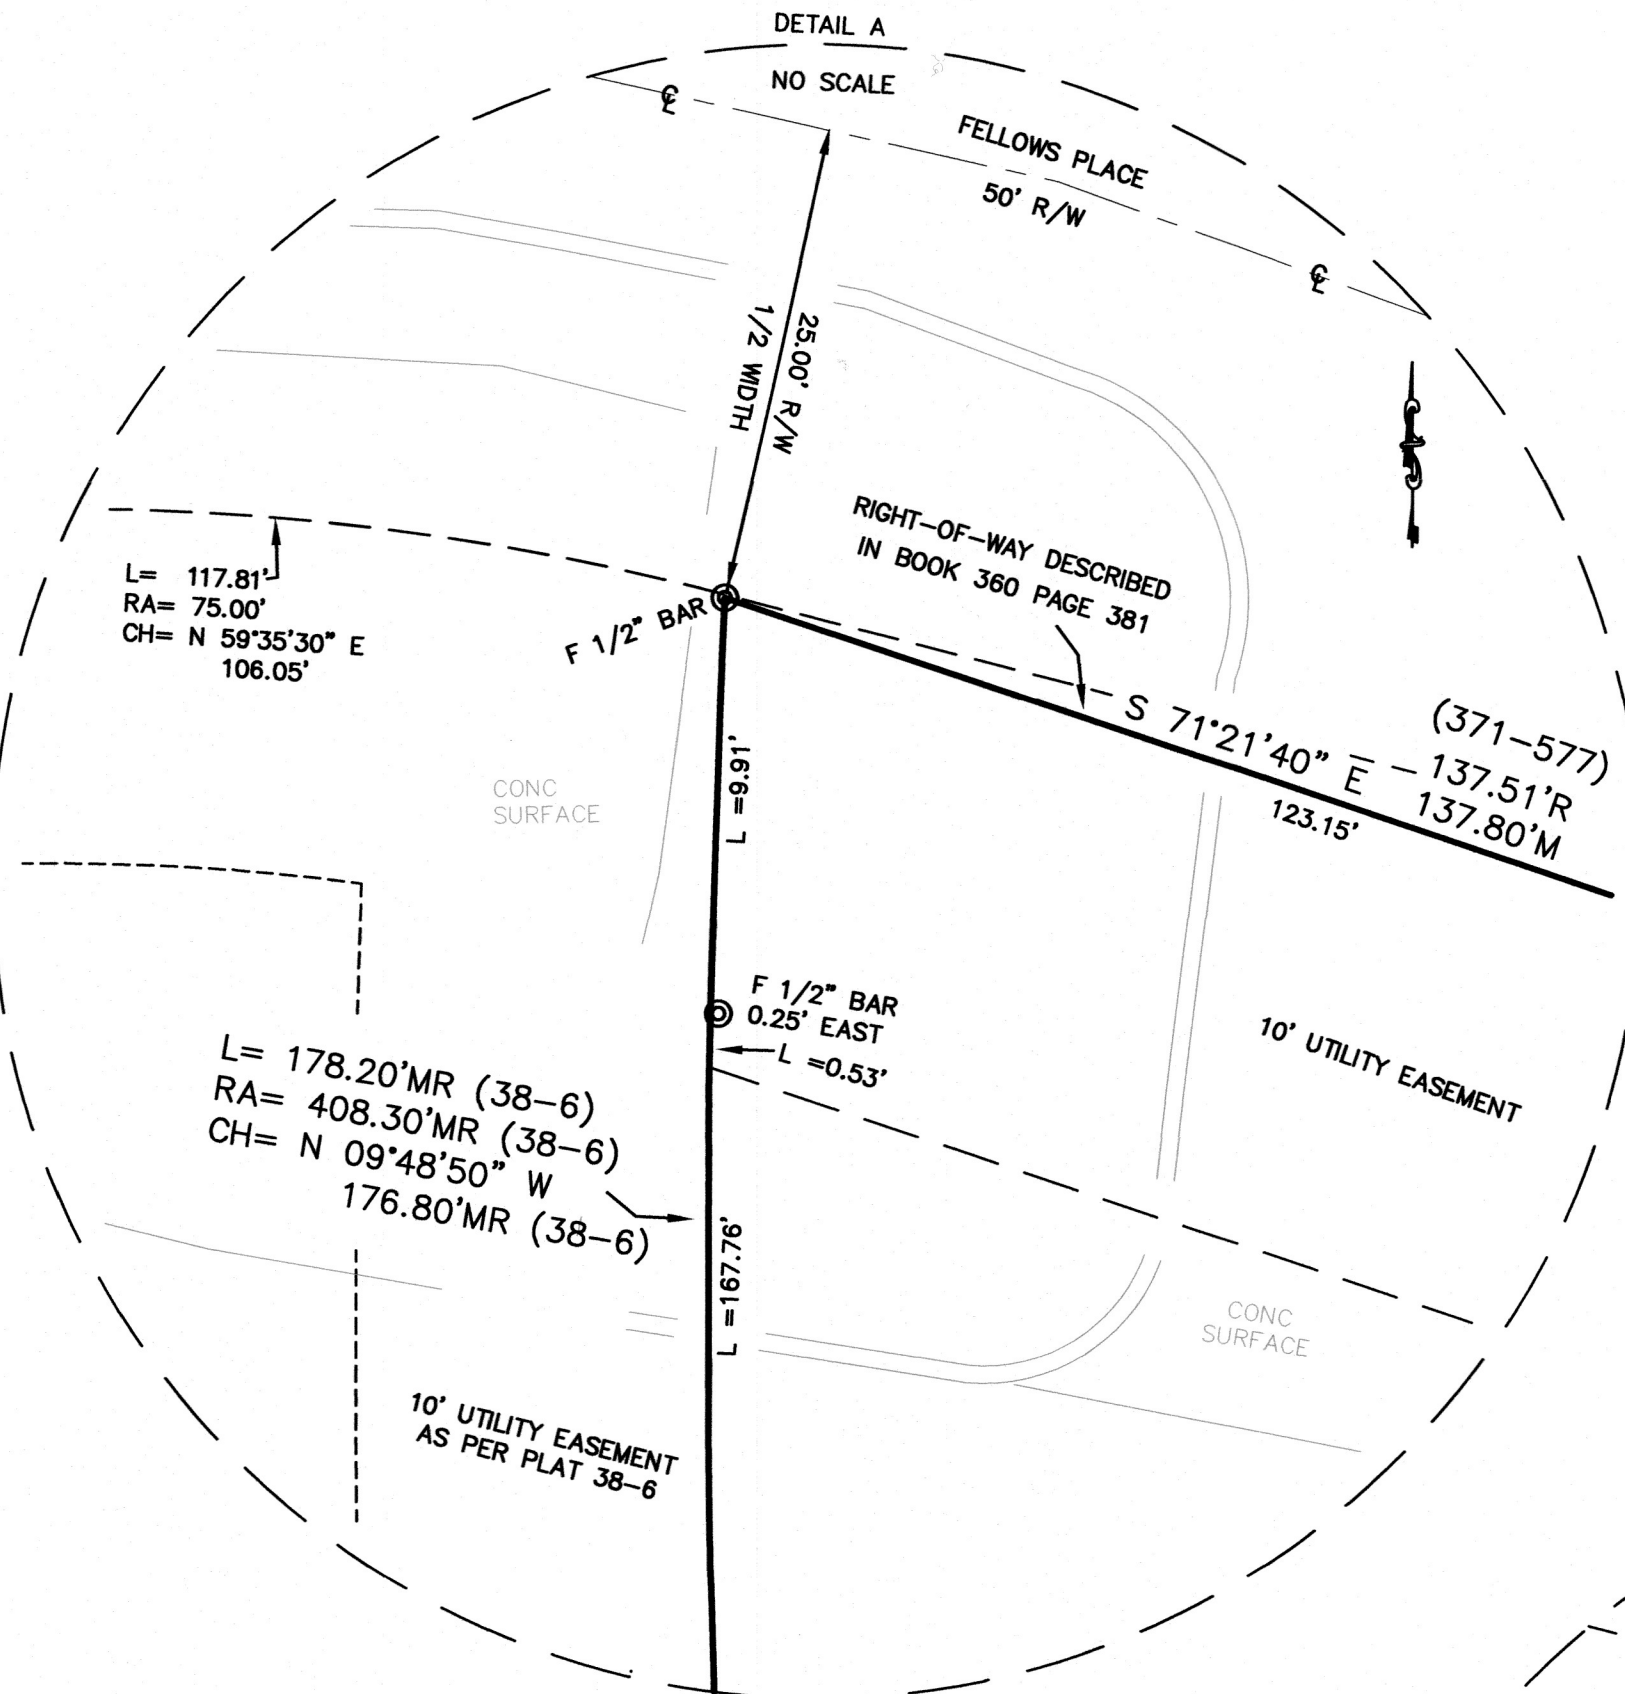 DETAIL A
NO SCALE
℄
FELLOWS PLACE
50' R/W
℄
25.00' R/W
1/2 WIDTH
RIGHT-OF-WAY DESCRIBED
IN BOOK 360 PAGE 381
L= 117.81'
RA= 75.00'
CH= N 59°35'30" E
106.05'
F 1/2" BAR
S 71°21'40" E
(371-577)
137.51'R
137.80'M
123.15'
L =9.91'
CONC
SURFACE
F 1/2" BAR
0.25' EAST
L =0.53'
10' UTILITY EASEMENT
L= 178.20'MR (38-6)
RA= 408.30'MR (38-6)
CH= N 09°48'50" W
176.80'MR (38-6)
L =167.76'
CONC
SURFACE
10' UTILITY EASEMENT
AS PER PLAT 38-6